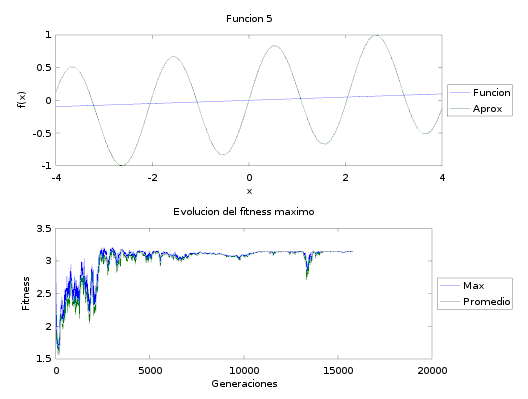 Funcion 5
1
0.5
0
-0.5
-1
f(x)
-4
-2
0
2
4
x
Funcion
Aprox
Evolucion del fitness maximo
3.5
3
2.5
2
1.5
Fitness
0
5000
10000
15000
20000
Generaciones
Max
Promedio